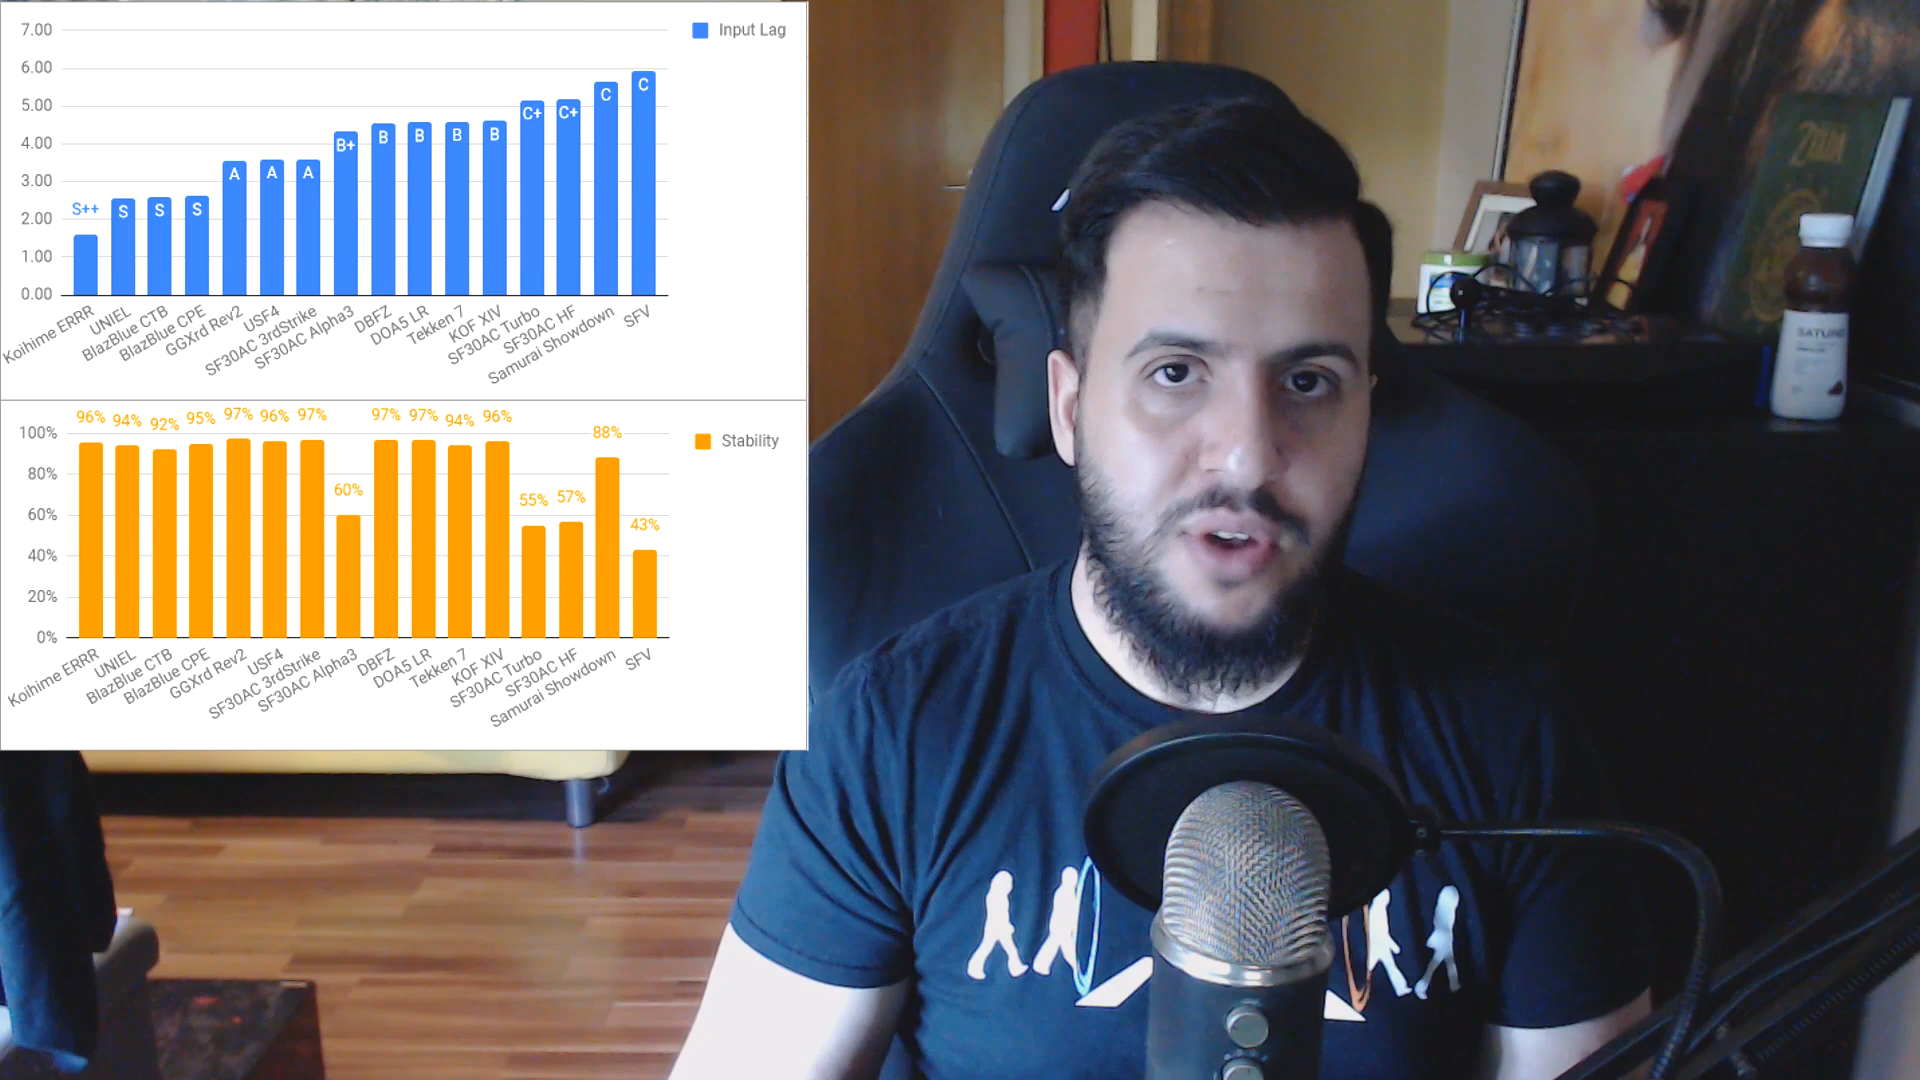 7.00
6.00
5.00
4.00
3.00
2.00
1.00
0.00
Input Lag
S++ S S S A A A B+ B B B B C+ C+ C C
Koihime ERRR
UNIEL
BlazBlue CTB
BlazBlue CPE
GGXrd Rev2
USF4
SF30AC 3rdStrike
SF30AC Alpha3
DBFZ
DOA5 LR
Tekken 7
KOF XIV
SF30AC Turbo
SF30AC HF
Samurai Showdown
SFV
100%
80%
60%
40%
20%
0%
Stability
96% 94% 92% 95% 97% 96% 97% 60% 97% 97% 94% 96% 55% 57% 88% 43%
Koihime ERRR
UNIEL
BlazBlue CTB
BlazBlue CPE
GGXrd Rev2
USF4
SF30AC 3rdStrike
SF30AC Alpha3
DBFZ
DOA5 LR
Tekken 7
KOF XIV
SF30AC Turbo
SF30AC HF
Samurai Showdown
SFV
ZELDA